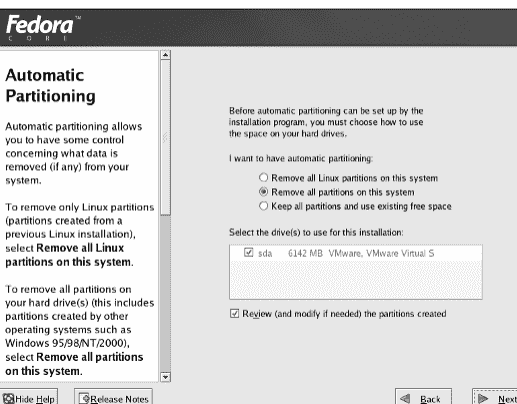 Fedora™
C O R E
Automatic
Partitioning
Automatic partitioning allows
you to have some control
concerning what data is
removed (if any) from your
system.
To remove only Linux partitions
(partitions created from a
previous Linux installation),
select Remove all Linux
partitions on this system.
To remove all partitions on
your hard drive(s) (this includes
partitions created by other
operating systems such as
Windows 95/98/NT/2000),
select Remove all partitions
on this system.
Before automatic partitioning can be set up by the
installation program, you must choose how to use
the space on your hard drives.
I want to have automatic partitioning:
Remove all Linux partitions on this system
Remove all partitions on this system
Keep all partitions and use existing free space
Select the drive(s) to use for this installation:
sda 6142 MB VMware, VMware Virtual S
Review (and modify if needed) the partitions created
Hide Help
Release Notes
Back
Next